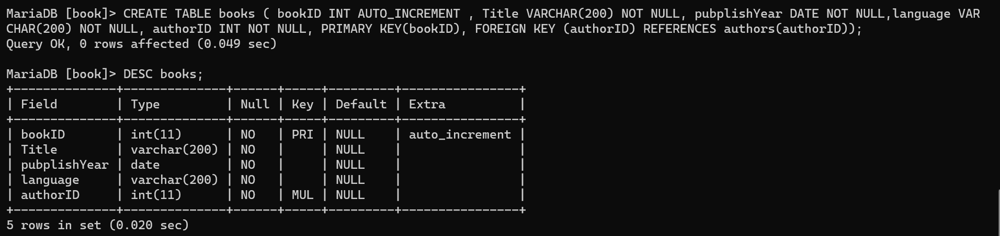 MariaDB [book]> CREATE TABLE books ( bookID INT AUTO_INCREMENT , Title VARCHAR(200) NOT NULL, pubplishYear DATE NOT NULL,language VAR
CHAR(200) NOT NULL, authorID INT NOT NULL, PRIMARY KEY(bookID), FOREIGN KEY (authorID) REFERENCES authors(authorID));
Query OK, 0 rows affected (0.049 sec)

MariaDB [book]> DESC books;
+--------------+--------------+------+-----+---------+----------------+
| Field        | Type         | Null | Key | Default | Extra          |
+--------------+--------------+------+-----+---------+----------------+
| bookID       | int(11)      | NO   | PRI | NULL    | auto_increment |
| Title        | varchar(200) | NO   |     | NULL    |                |
| pubplishYear | date         | NO   |     | NULL    |                |
| language     | varchar(200) | NO   |     | NULL    |                |
| authorID     | int(11)      | NO   | MUL | NULL    |                |
+--------------+--------------+------+-----+---------+----------------+
5 rows in set (0.020 sec)